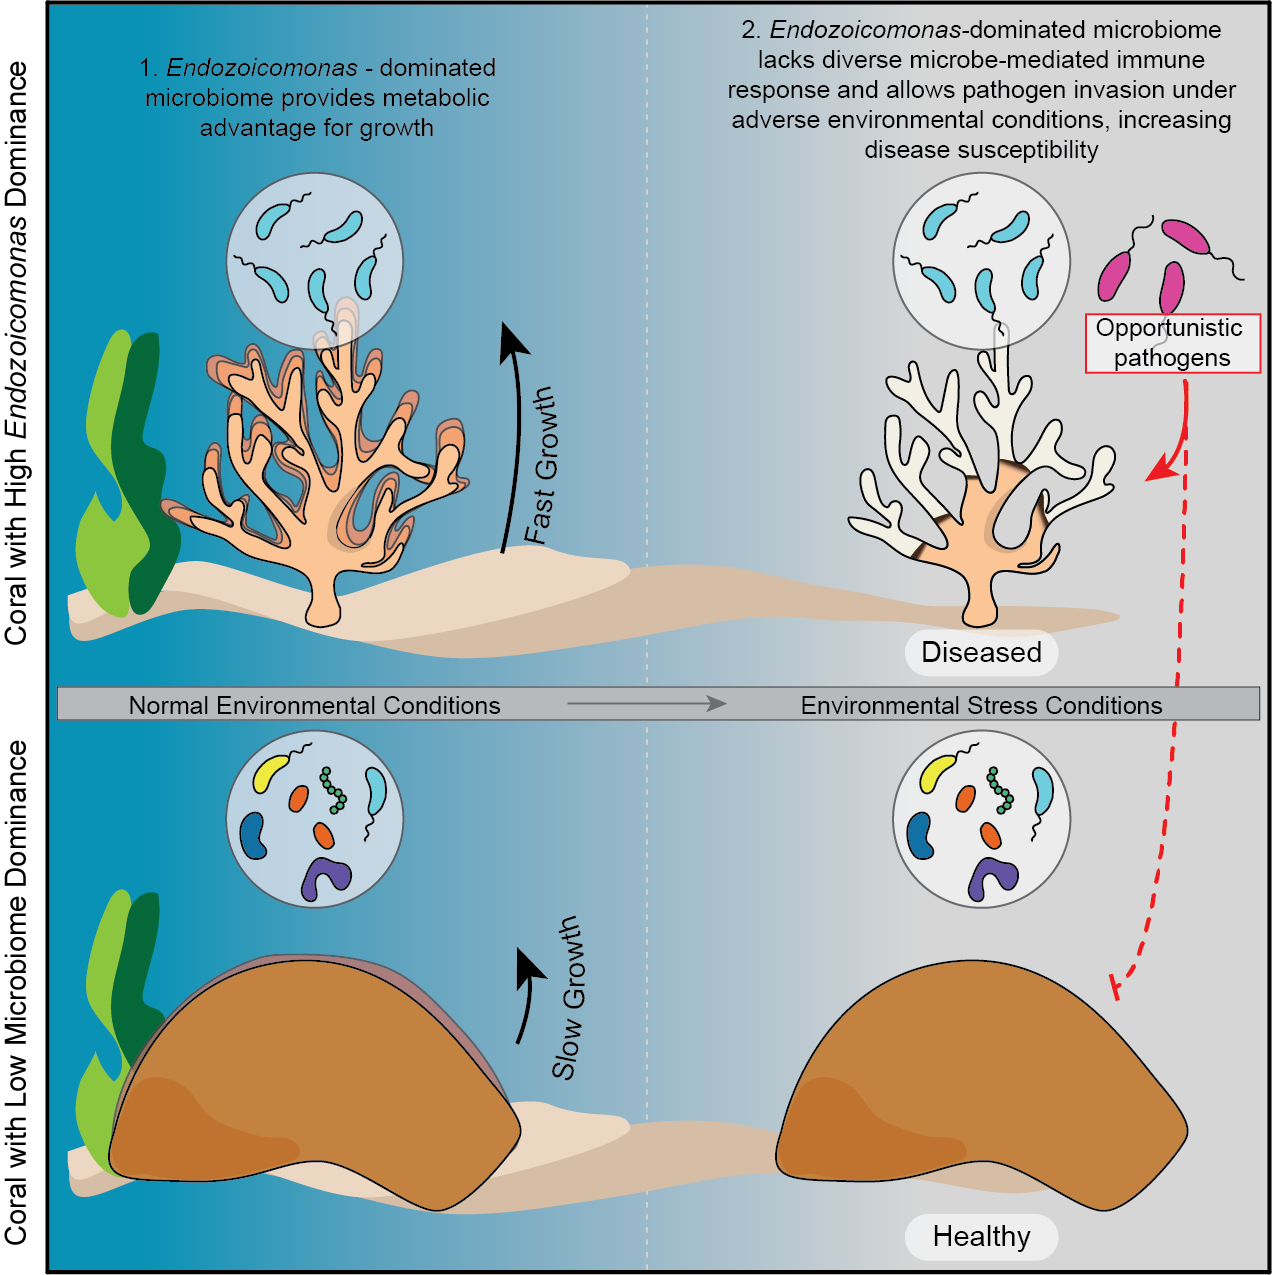 1. Endozoicomonas - dominated
microbiome provides metabolic
advantage for growth
2. Endozoicomonas-dominated microbiome
lacks diverse microbe-mediated immune
response and allows pathogen invasion under
adverse environmental conditions, increasing
disease susceptibility
Coral with High Endozoicomonas Dominance
Opportunistic
pathogens
Fast Growth
Diseased
Normal Environmental Conditions
Environmental Stress Conditions
Coral with Low Microbiome Dominance
Slow Growth
Healthy